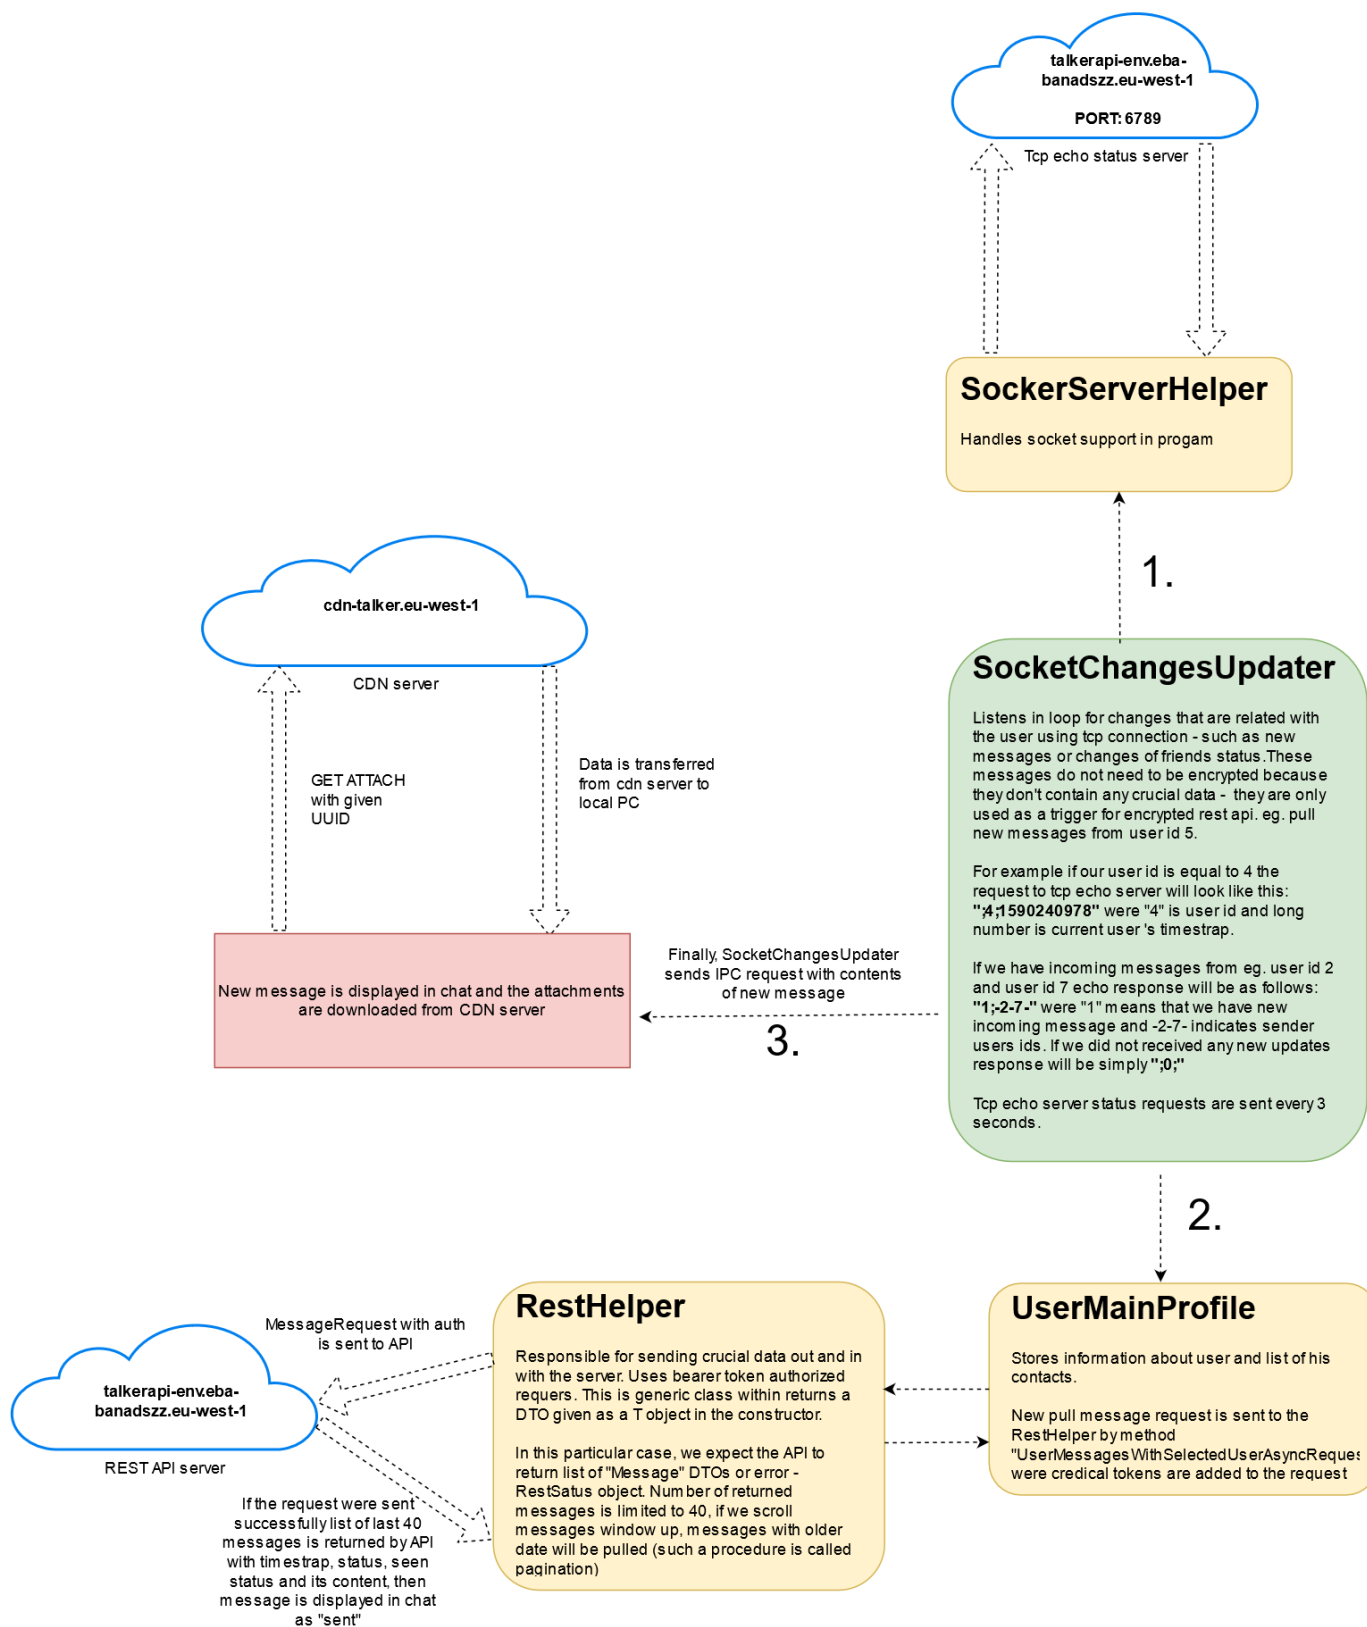 talkerapi-env.eba-
banadszz.eu-west-1
PORT: 6789
Tcp echo status server
SockerServerHelper
Handles socket support in progam
1.
cdn-talker.eu-west-1
CDN server
GET ATTACH
with given
UUID
Data is transferred
from cdn server to
local PC
SocketChangesUpdater
Listens in loop for changes that are related with
the user using tcp connection - such as new
messages or changes of friends status.These
messages do not need to be encrypted because
they don't contain any crucial data - they are only
used as a trigger for encrypted rest api. eg. pull
new messages from user id 5.
For example if our user id is equal to 4 the
request to tcp echo server will look like this:
";4;1590240978" were "4" is user id and long
number is current user 's timestrap.
If we have incoming messages from eg. user id 2
and user id 7 echo response will be as follows:
"1;-2-7-" were "1" means that we have new
incoming message and -2-7- indicates sender
users ids. If we did not received any new updates
response will be simply ";0;"
Tcp echo server status requests are sent every 3
seconds.
New message is displayed in chat and the attachments
are downloaded from CDN server
Finally, SocketChangesUpdater
sends IPC request with contents
of new message
3.
2.
RestHelper
Responsible for sending crucial data out and in
with the server. Uses bearer token authorized
requers. This is generic class within returns a
DTO given as a T object in the constructor.
In this particular case, we expect the API to
return list of "Message" DTOs or error -
RestSatus object. Number of returned
messages is limited to 40, if we scroll
messages window up, messages with older
date will be pulled (such a procedure is called
pagination)
UserMainProfile
Stores information about user and list of his
contacts.
New pull message request is sent to the
RestHelper by method
"UserMessagesWithSelectedUserAsyncReques
were credical tokens are added to the request
MessageRequest with auth
is sent to API
talkerapi-env.eba-
banadszz.eu-west-1
REST API server
If the request were sent
successfully list of last 40
messages is returned by API
with timestrap, status, seen
status and its content, then
message is displayed in chat
as "sent"